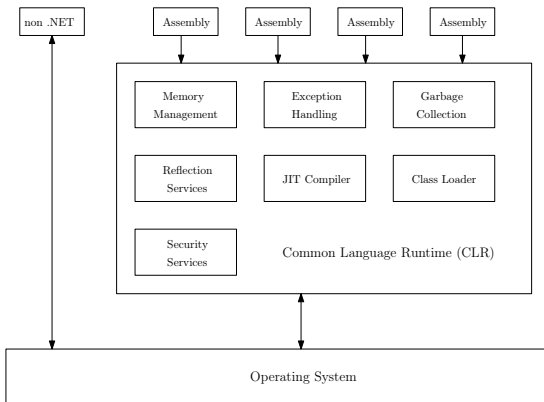 non .NET
Assembly
Assembly
Assembly
Assembly
Memory
Management
Exception
Handling
Garbage
Collection
Reflection
Services
JIT Compiler
Class Loader
Security
Services
Common Language Runtime (CLR)
Operating System